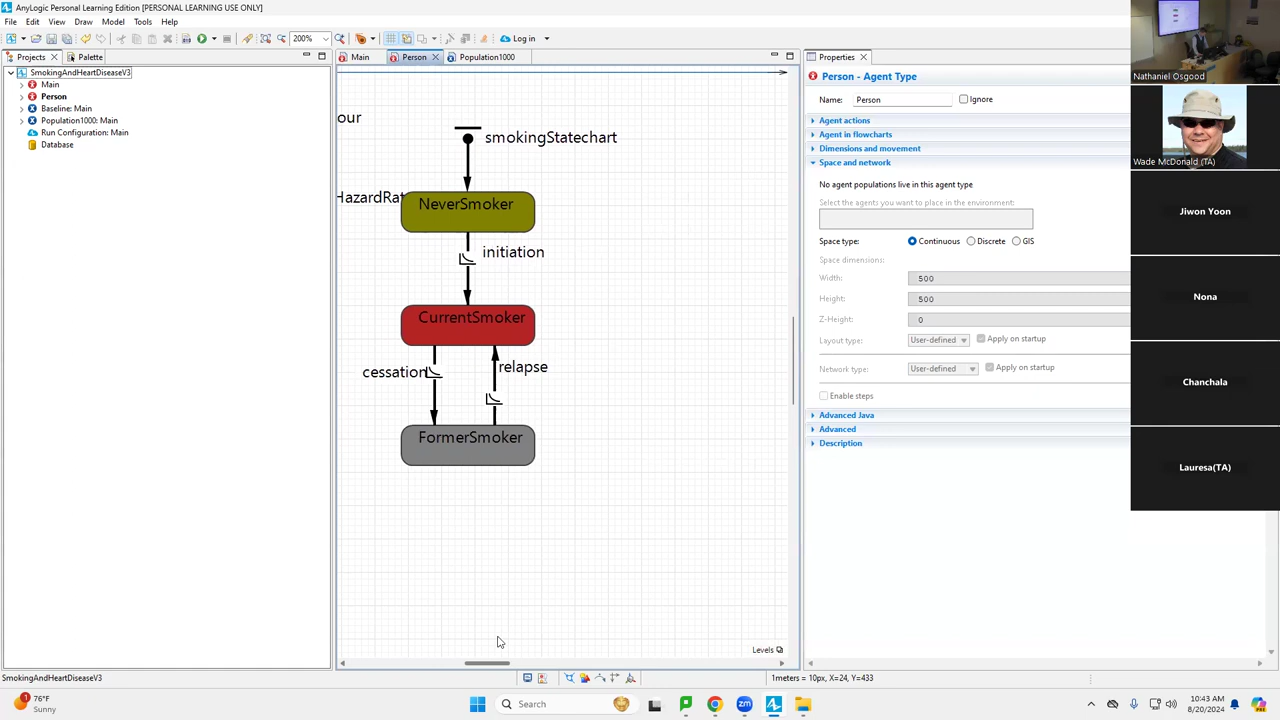 AnyLogic Personal Learning Edition [PERSONAL LEARNING USE ONLY]
File Edit View Draw Model Tools Help
200%
Log in
Projects
Palette
Main
Person
Population1000
Properties
SmokingAndHeartDiseaseV3
Main
Person
Baseline: Main
Population1000: Main
Run Configuration: Main
Database
our
smokingStatechart
HazardRat
NeverSmoker
initiation
CurrentSmoker
cessation
relapse
FormerSmoker
Levels
Person - Agent Type
Name: Person Ignore
Agent actions
Agent in flowcharts
Dimensions and movement
Space and network
No agent populations live in this agent type
Select the agents you want to place in the environment:
Space type: Continuous Discrete GIS
Space dimensions:
Width: 500
Height: 500
Z-Height: 0
Layout type: User-defined Apply on startup
Network type: User-defined Apply on startup
Enable steps
Advanced Java
Advanced
Description
Nathaniel Osgood
Wade McDonald (TA)
Jiwon Yoon
Nona
Chanchala
Lauresa(TA)
SmokingAndHeartDiseaseV3
1meters = 10px, X=24, Y=433
1
76°F
Sunny
Search
zm
10:43 AM
8/20/2024